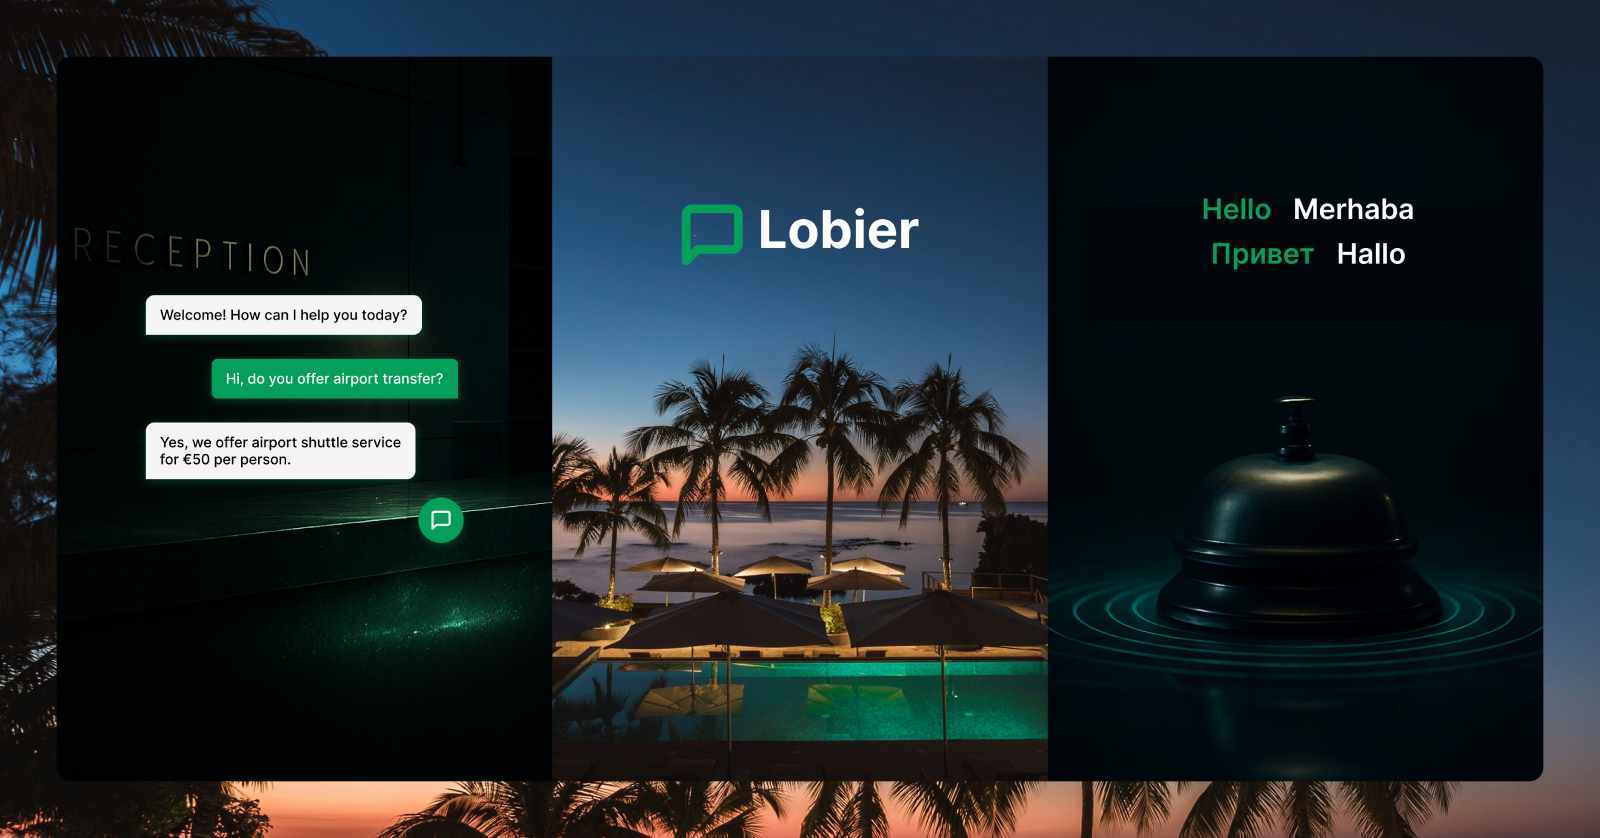 RECEPTION
Welcome! How can I help you today?
Hi, do you offer airport transfer?
Yes, we offer airport shuttle service
for €50 per person.
Lobier
Hello Merhaba
Привет Hallo